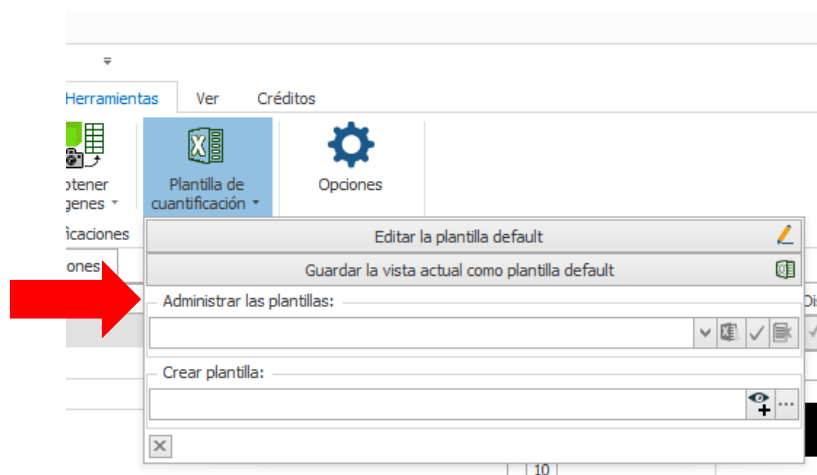 Herramientas Ver Créditos
Plantilla de Opciones
cuantificación
Editar la plantilla default
Guardar la vista actual como plantilla default
Administrar las plantillas:
Crear plantilla:
10